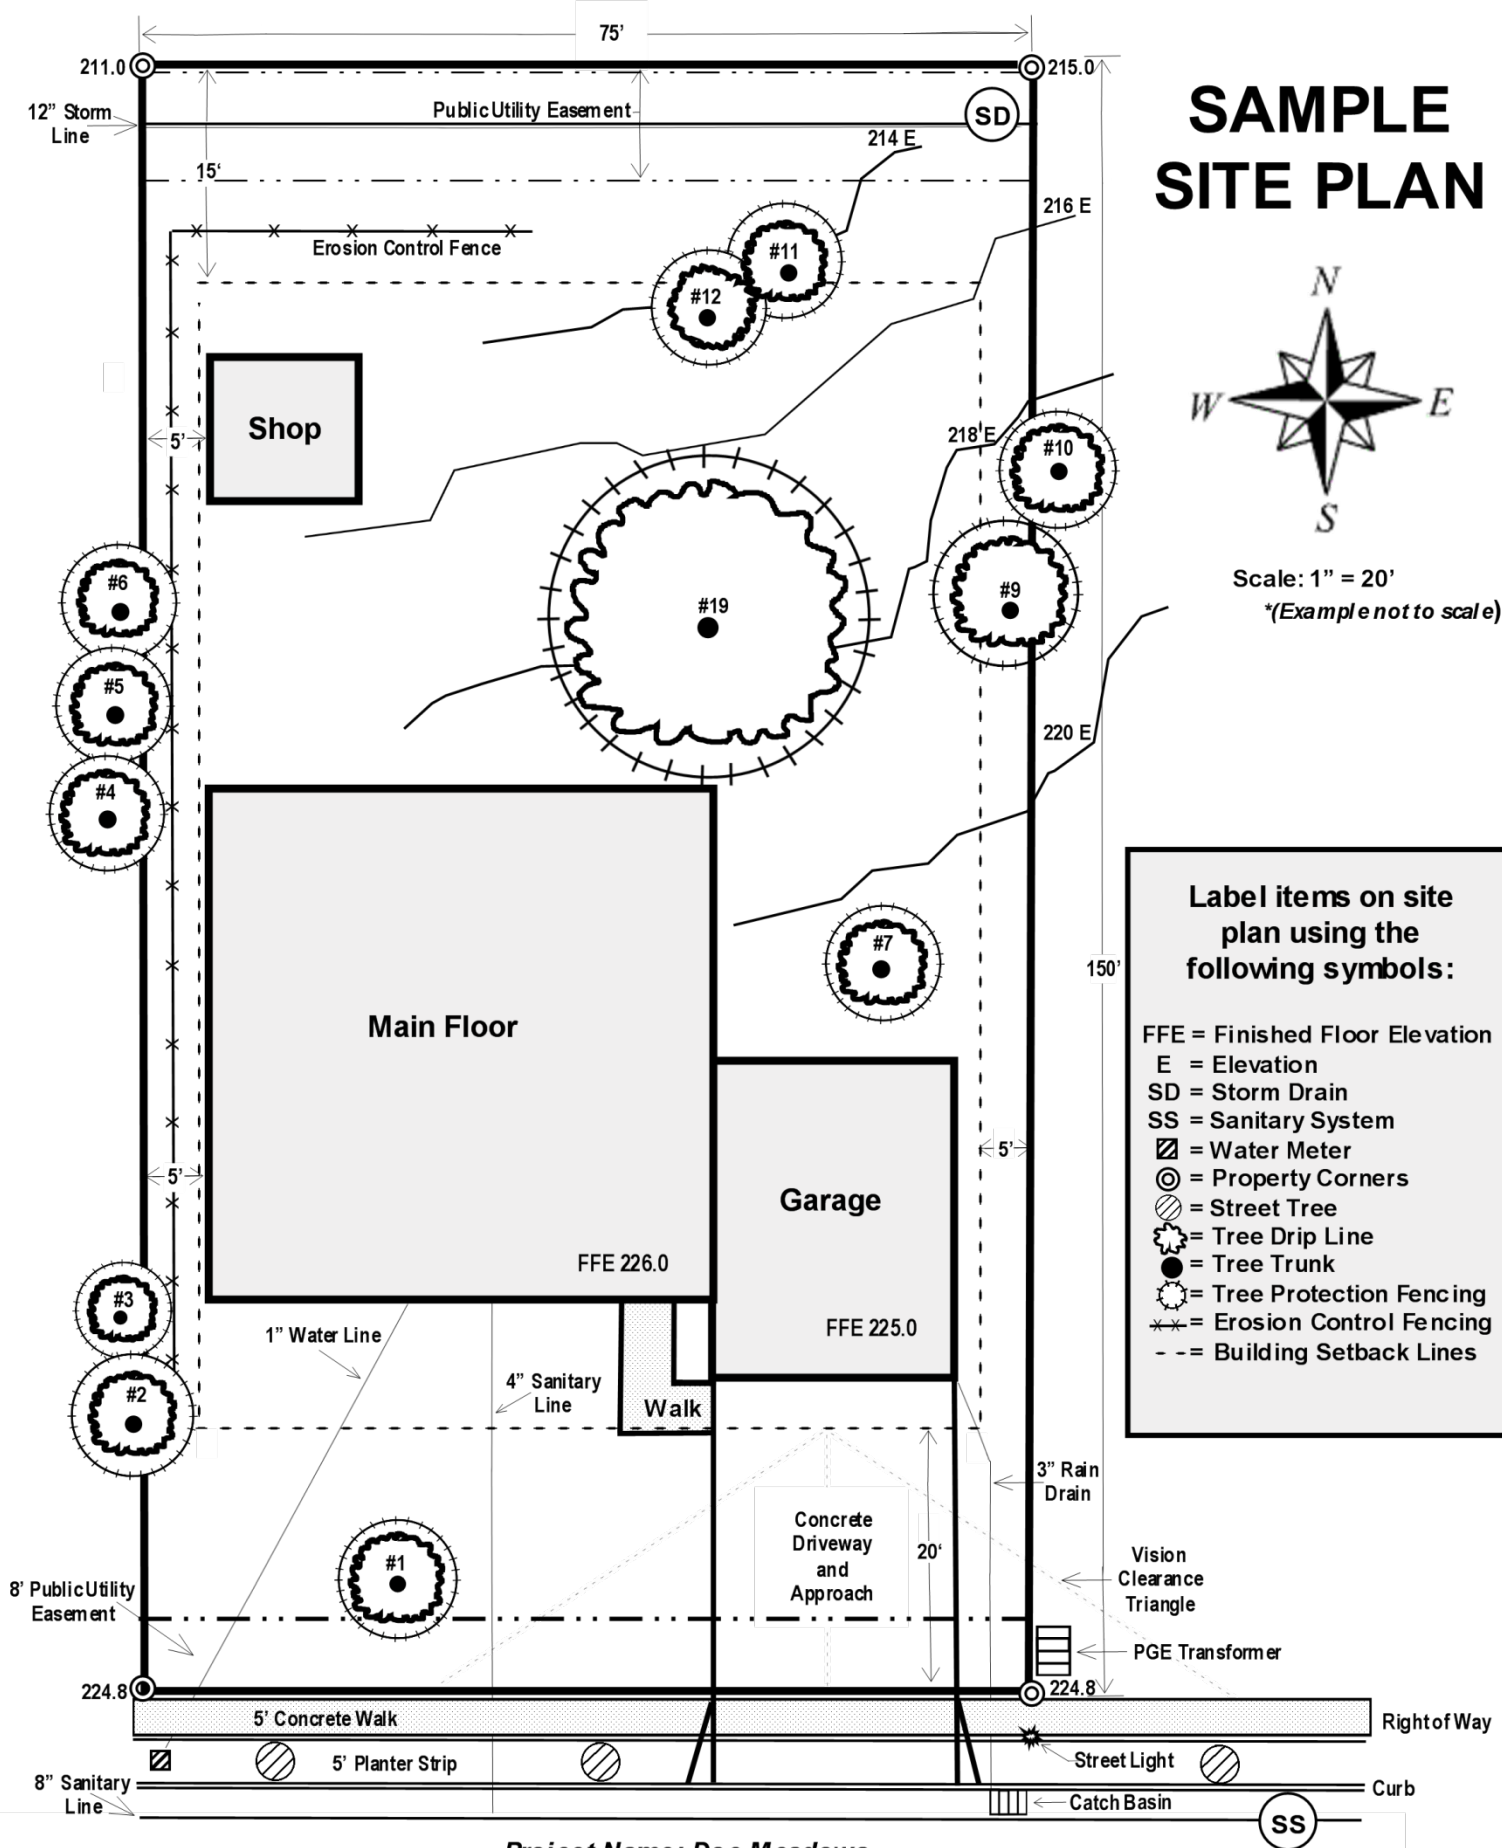 75'
211.0
215.0
SAMPLE
SITE PLAN
12” Storm
Line
Public Utility Easement
SD
214 E
15‘
216 E
Erosion Control Fence
#11
#12
N
W
E
S
Shop
5’
218 E
#10
Scale: 1” = 20’
*(Example not to scale)
#6
#9
#19
#5
220 E
#4
Label items on site
plan using the
following symbols:
FFE = Finished Floor Elevation
E = Elevation
SD = Storm Drain
SS = Sanitary System
= Water Meter
= Property Corners
= Street Tree
= Tree Drip Line
= Tree Trunk
= Tree Protection Fencing
= Erosion Control Fencing
= Building Setback Lines
#7
150’
Main Floor
5’
5’
Garage
FFE 226.0
#3
FFE 225.0
1” Water Line
#2
4” Sanitary
Line
Walk
3” Rain
Drain
Concrete
Driveway
and
Approach
20‘
#1
Vision
Clearance
Triangle
8’ Public Utility
Easement
PGE Transformer
224.8
224.8
5’ Concrete Walk
Right of Way
5’ Planter Strip
Street Light
8” Sanitary
Line
Curb
Catch Basin
SS
Project Name: Doe Meadows